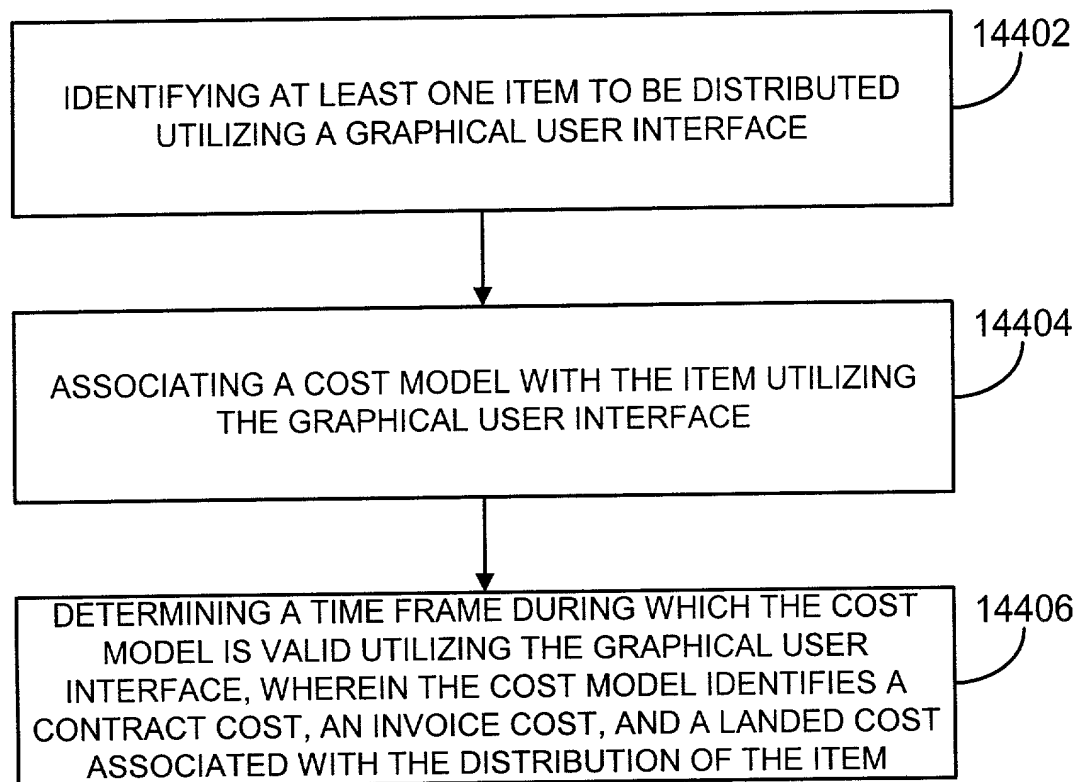 14402
IDENTIFYING AT LEAST ONE ITEM TO BE DISTRIBUTED
UTILIZING A GRAPHICAL USER INTERFACE
14404
ASSOCIATING A COST MODEL WITH THE ITEM UTILIZING
THE GRAPHICAL USER INTERFACE
14406
DETERMINING A TIME FRAME DURING WHICH THE COST
MODEL IS VALID UTILIZING THE GRAPHICAL USER
INTERFACE, WHEREIN THE COST MODEL IDENTIFIES A
CONTRACT COST, AN INVOICE COST, AND A LANDED COST
ASSOCIATED WITH THE DISTRIBUTION OF THE ITEM